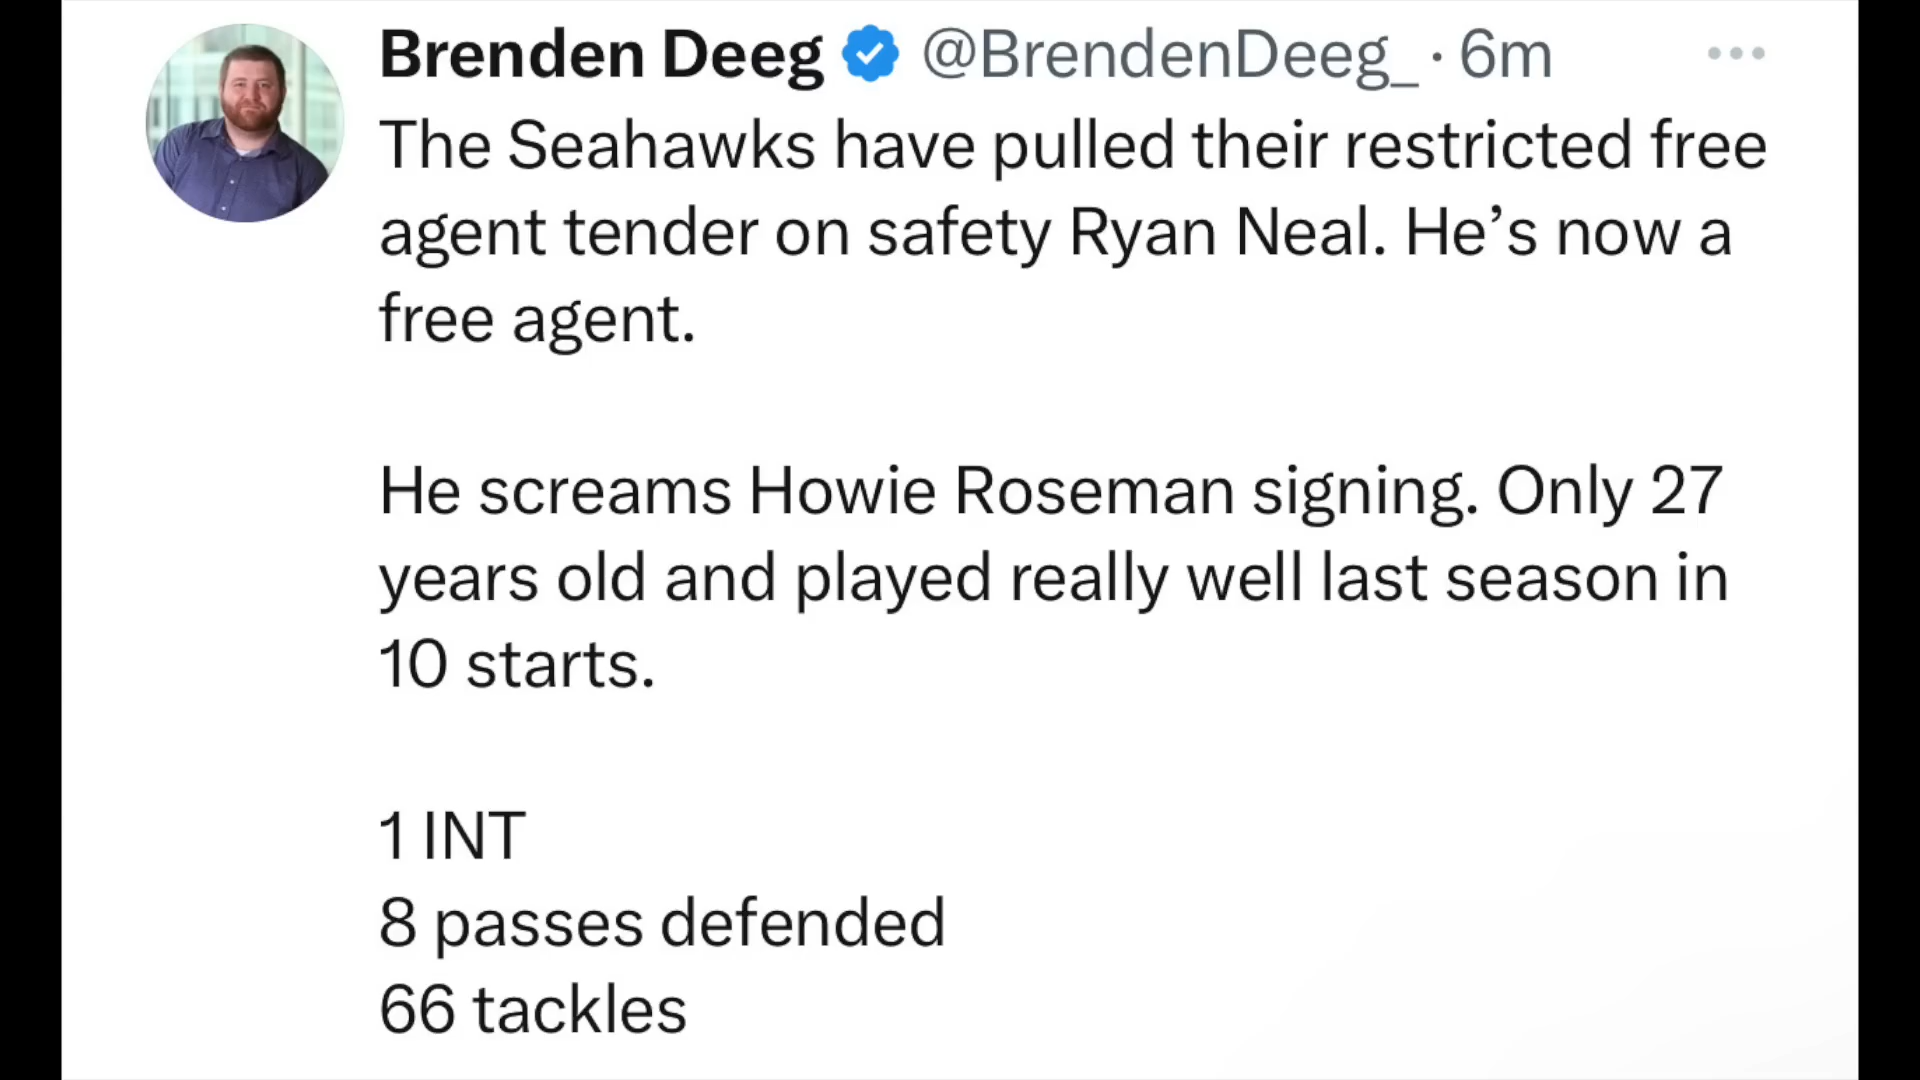 Brenden Deeg @BrendenDeeg_ · 6m
The Seahawks have pulled their restricted free
agent tender on safety Ryan Neal. He’s now a
free agent.
He screams Howie Roseman signing. Only 27
years old and played really well last season in
10 starts.
1 INT
8 passes defended
66 tackles